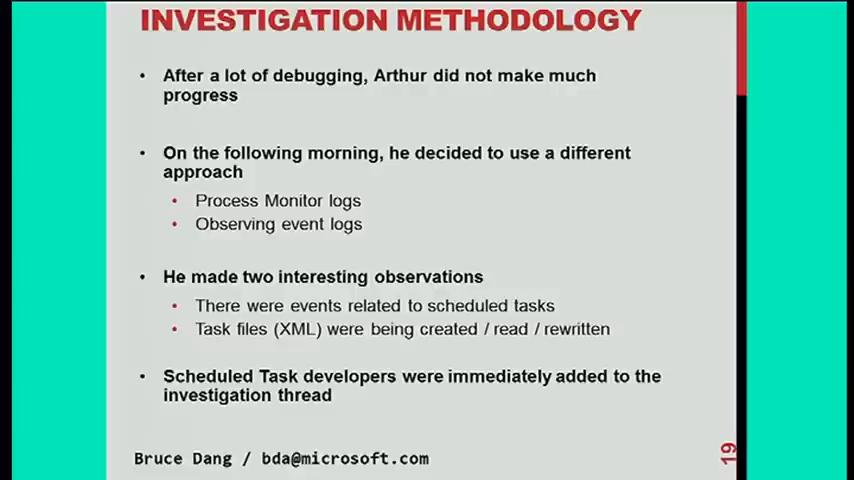 INVESTIGATION METHODOLOGY
• After a lot of debugging, Arthur did not make much
progress
• On the following morning, he decided to use a different
approach
• Process Monitor logs
• Observing event logs
• He made two interesting observations
• There were events related to scheduled tasks
• Task files (XML) were being created / read / rewritten
• Scheduled Task developers were immediately added to the
investigation thread
Bruce Dang / bda@microsoft.com
19